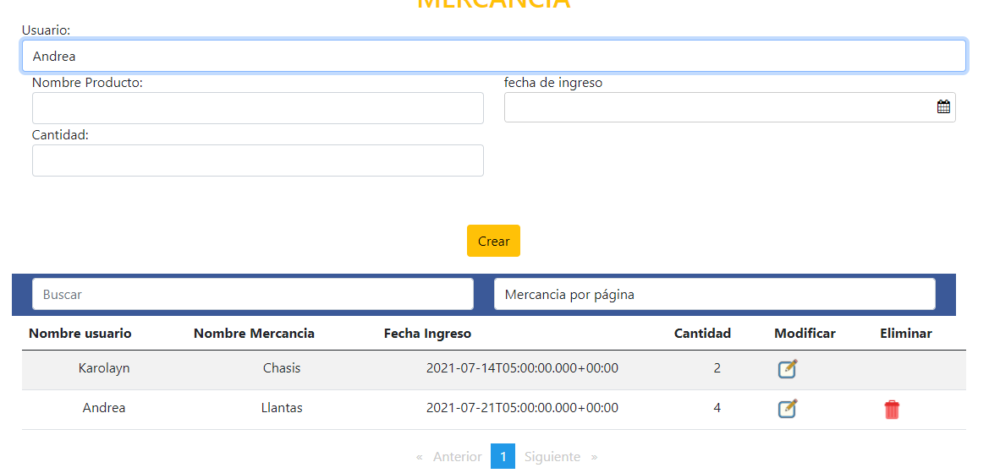 MERCANCIA
Usuario:
Andrea
Nombre Producto:
fecha de ingreso
Cantidad:
Crear
Buscar
Mercancia por página
Nombre usuario Nombre Mercancia Fecha Ingreso Cantidad Modificar Eliminar
Karolayn Chasis 2021-07-14T05:00:00.000+00:00 2
Andrea Llantas 2021-07-21T05:00:00.000+00:00 4
« Anterior 1 Siguiente »